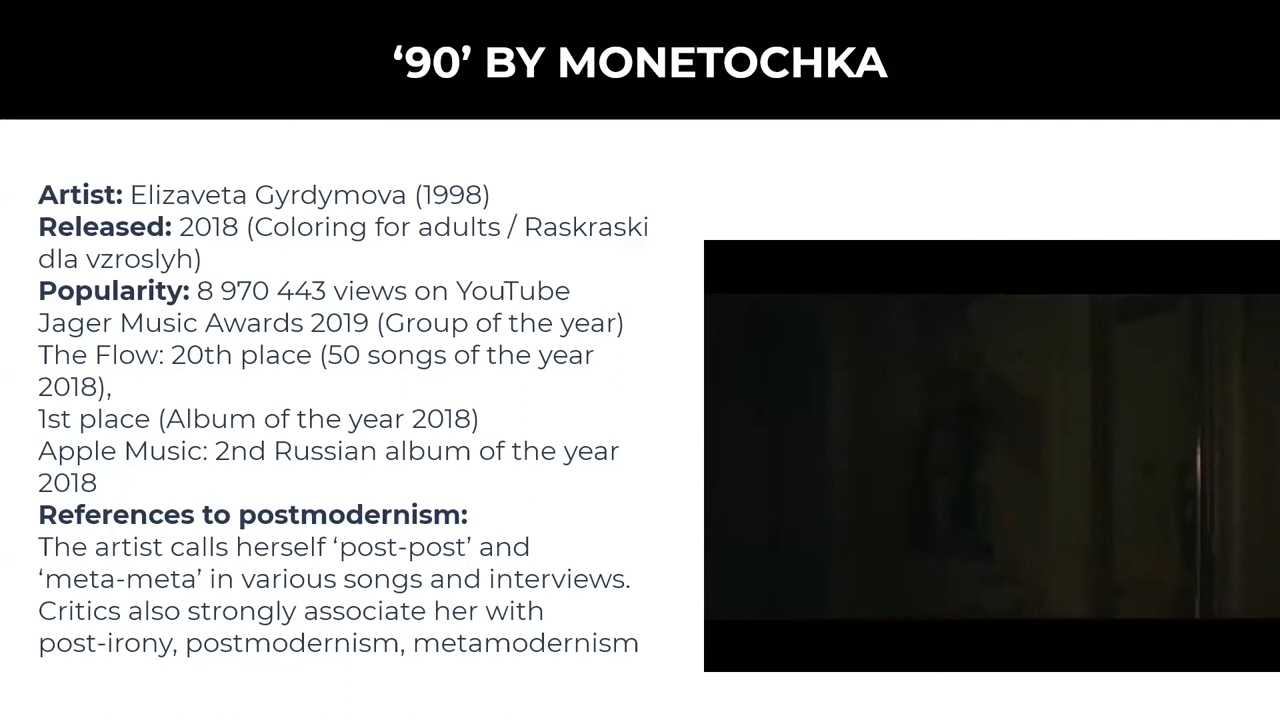 ‘90’ BY MONETOCHKA
Artist: Elizaveta Gyrdymova (1998)
Released: 2018 (Coloring for adults / Raskraski
dla vzroslyh)
Popularity: 8 970 443 views on YouTube
Jager Music Awards 2019 (Group of the year)
The Flow: 20th place (50 songs of the year
2018),
1st place (Album of the year 2018)
Apple Music: 2nd Russian album of the year
2018
References to postmodernism:
The artist calls herself ‘post-post’ and
‘meta-meta’ in various songs and interviews.
Critics also strongly associate her with
post-irony, postmodernism, metamodernism